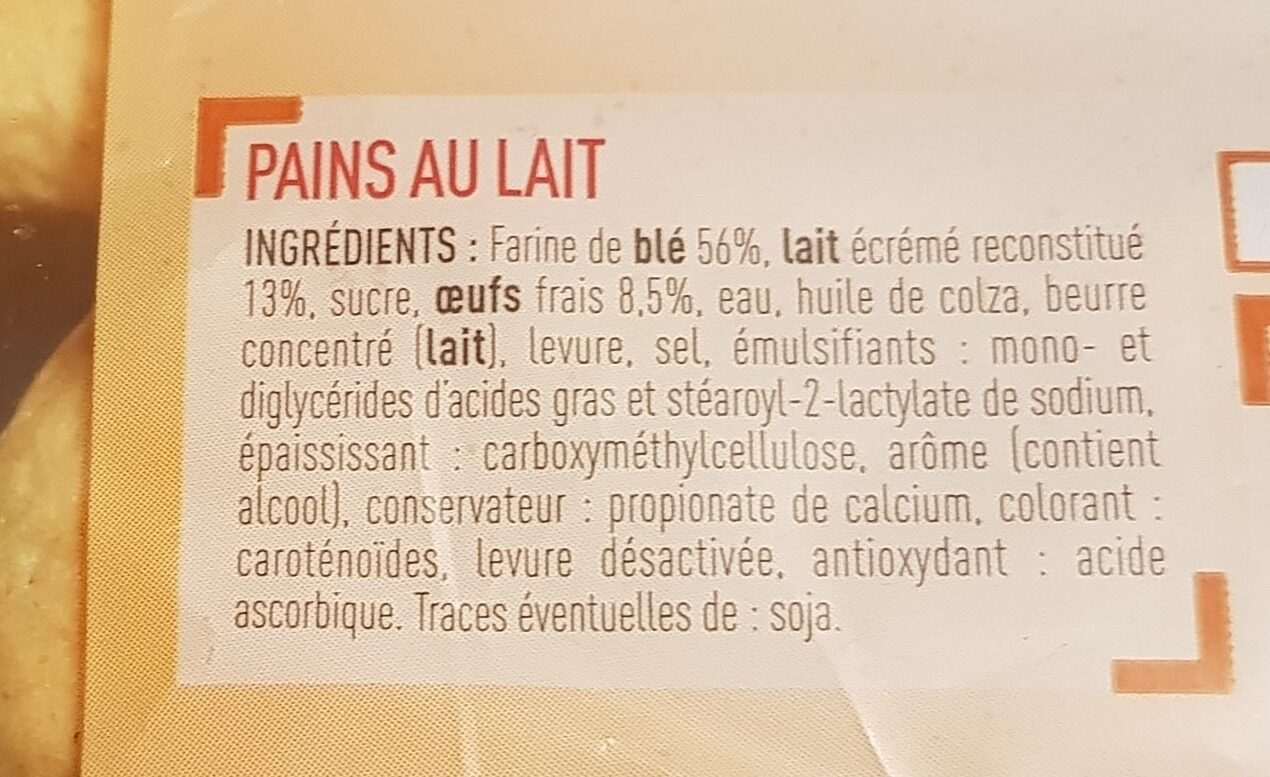 PAINS AU LAIT
INGRÉDIENTS : Farine de blé 56%, lait écrémé reconstitué
13%, sucre, œufs frais 8,5%, eau, huile de colza, beurre
concentré (lait), levure, sel, émulsifiants : mono- et
diglycérides d'acides gras et stéaroyl-2-lactylate de sodium,
épaississant : carboxyméthylcellulose, arôme (contient
alcool), conservateur : propionate de calcium, colorant :
caroténoïdes, levure désactivée, antioxydant : acide
ascorbique. Traces éventuelles de : soja.